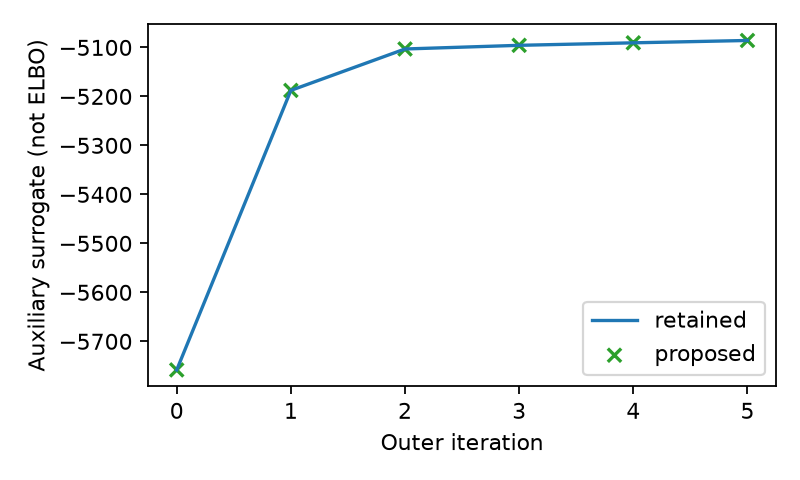 Auxiliary surrogate (not ELBO)
−5100
−5200
−5300
−5400
−5500
−5600
−5700
retained
proposed
0 1 2 3 4 5
Outer iteration